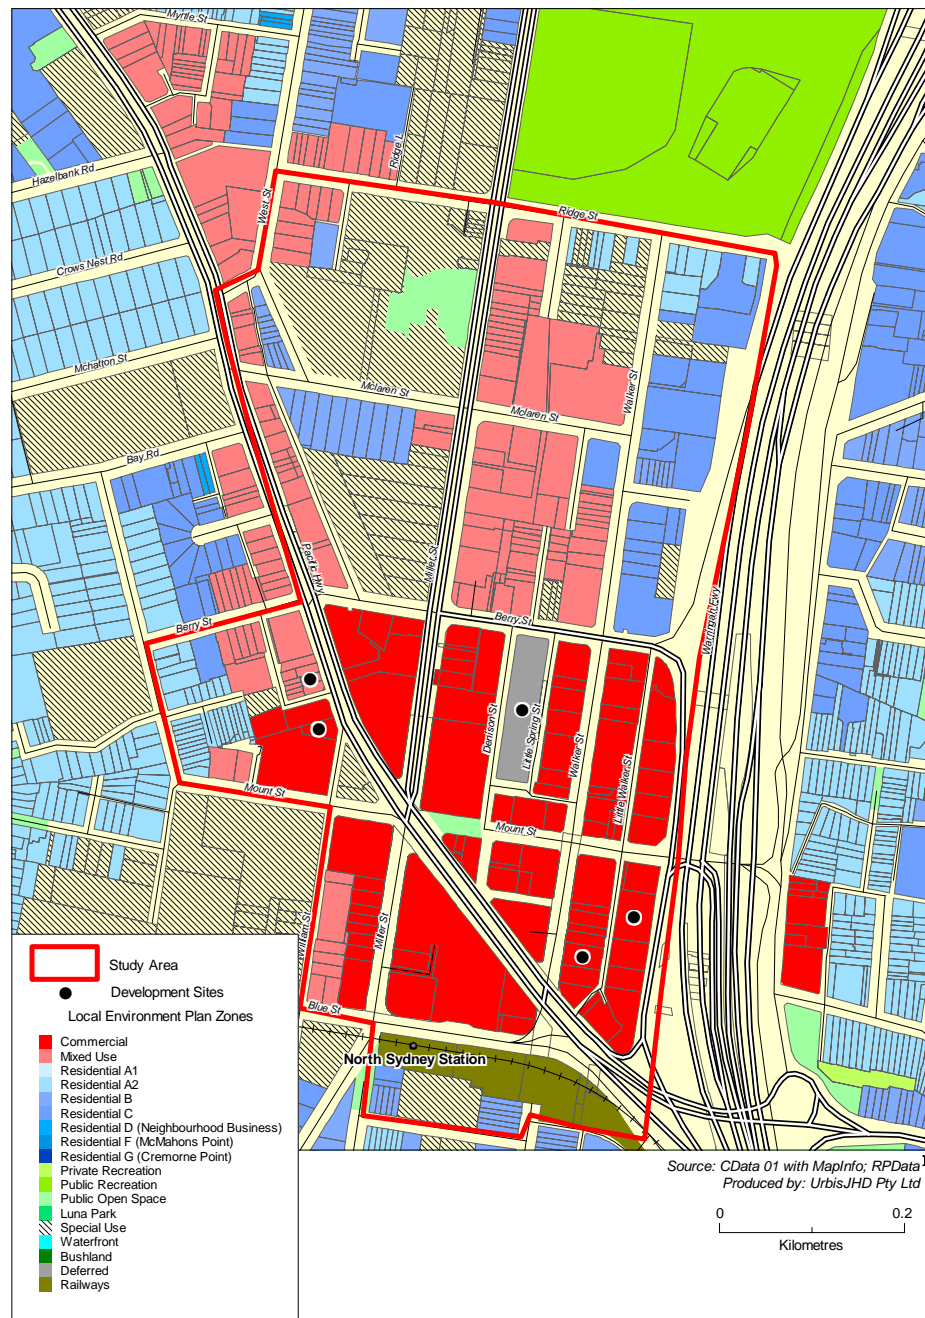 Myrtle St
Ridge L
Hazelbank Rd
West St
Ridge St
Crows Nest Rd
Mchatton St
Mclaren St
Mclaren St
Walker St
Bay Rd
Pacific Hwy
Miller St
Berry St
Berry St
Warringah Fwy
Denison St
Little Spring St
Walker St
Little Walker St
Mount St
Mount St
William St
Miller St
Blue St
North Sydney Station
Study Area
Development Sites
Local Environment Plan Zones
Commercial
Mixed Use
Residential A1
Residential A2
Residential B
Residential C
Residential D (Neighbourhood Business)
Residential F (McMahons Point)
Residential G (Cremorne Point)
Private Recreation
Public Recreation
Public Open Space
Luna Park
Special Use
Waterfront
Bushland
Deferred
Railways
Source: CData 01 with MapInfo; RPData
Produced by: UrbisJHD Pty Ltd
0 0.2
Kilometres